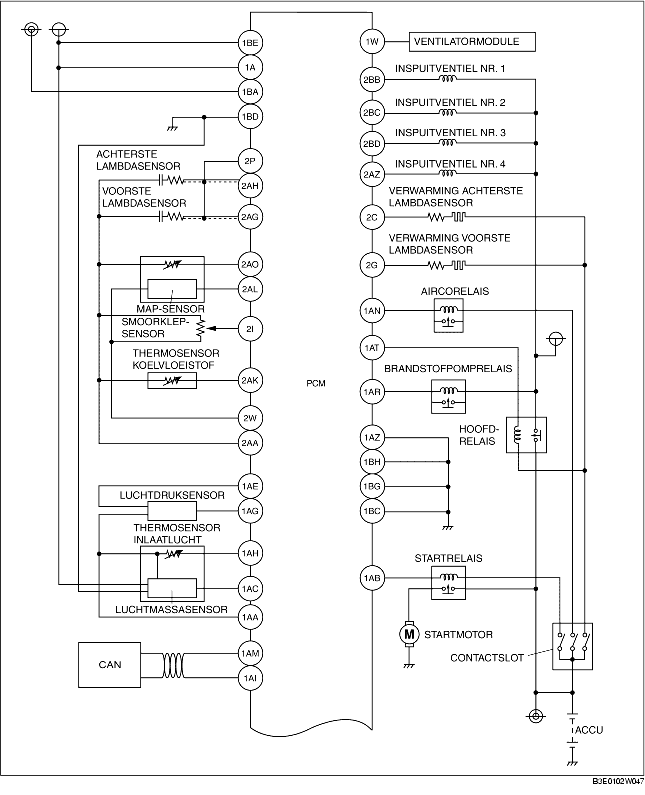 1BE
1A
1BA
1BD
ACHTERSTE
LAMBDASENSOR
2P
2AH
VOORSTE
LAMBDASENSOR
2AG
2AO
2AL
MAP-SENSOR
SMOORKLEP-
SENSOR
2I
THERMOSENSOR
KOELVLOEISTOF
2AK
2W
2AA
1AE
LUCHTDRUKSENSOR
1AG
THERMOSENSOR
INLAATLUCHT
1AH
1AC
LUCHTMASSASENSOR
1AA
CAN
1AM
1AI
PCM
1W
VENTILATORMODULE
INSPUITVENTIEL NR. 1
2BB
INSPUITVENTIEL NR. 2
2BC
INSPUITVENTIEL NR. 3
2BD
INSPUITVENTIEL NR. 4
2AZ
VERWARMING ACHTERSTE
LAMBDASENSOR
2C
VERWARMING VOORSTE
LAMBDASENSOR
2G
AIRCORELAIS
1AN
1AT
BRANDSTOFPOMPRELAIS
1AR
HOOFD-
RELAIS
1AZ
1BH
1BG
1BC
STARTRELAIS
1AB
M
STARTMOTOR
CONTACTSLOT
ACCU
B3E0102W047